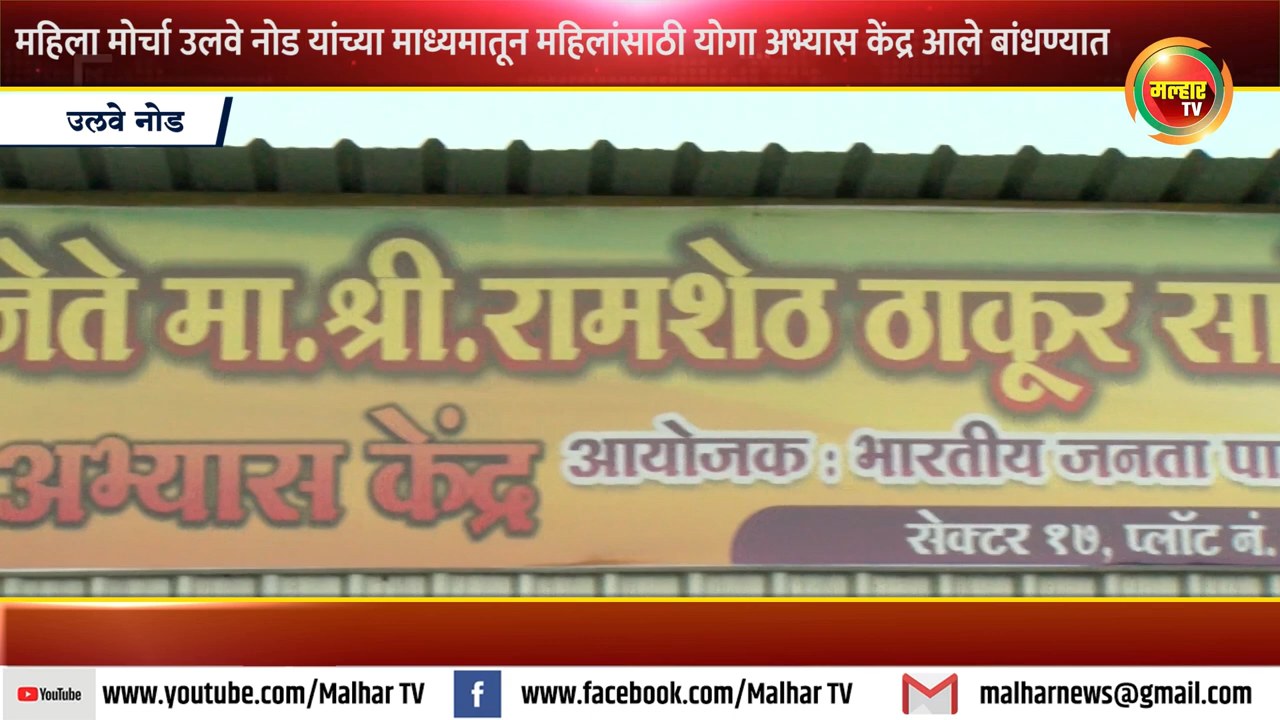 महिला मोर्चा उलवे नोड यांच्या माध्यमातून महिलांसाठी योगा अभ्यास केंद्र आले बांधण्यात
मल्हार
TV
उलवे नोड
मा.श्री.रामशेठ ठाकूर सा
अभ्यास केंद्र आयोजक : भारतीय जनता पा
सेक्टर १७, प्लॉट नं.
YouTube www.youtube.com/Malhar TV f www.facebook.com/Malhar TV malharnews@gmail.com